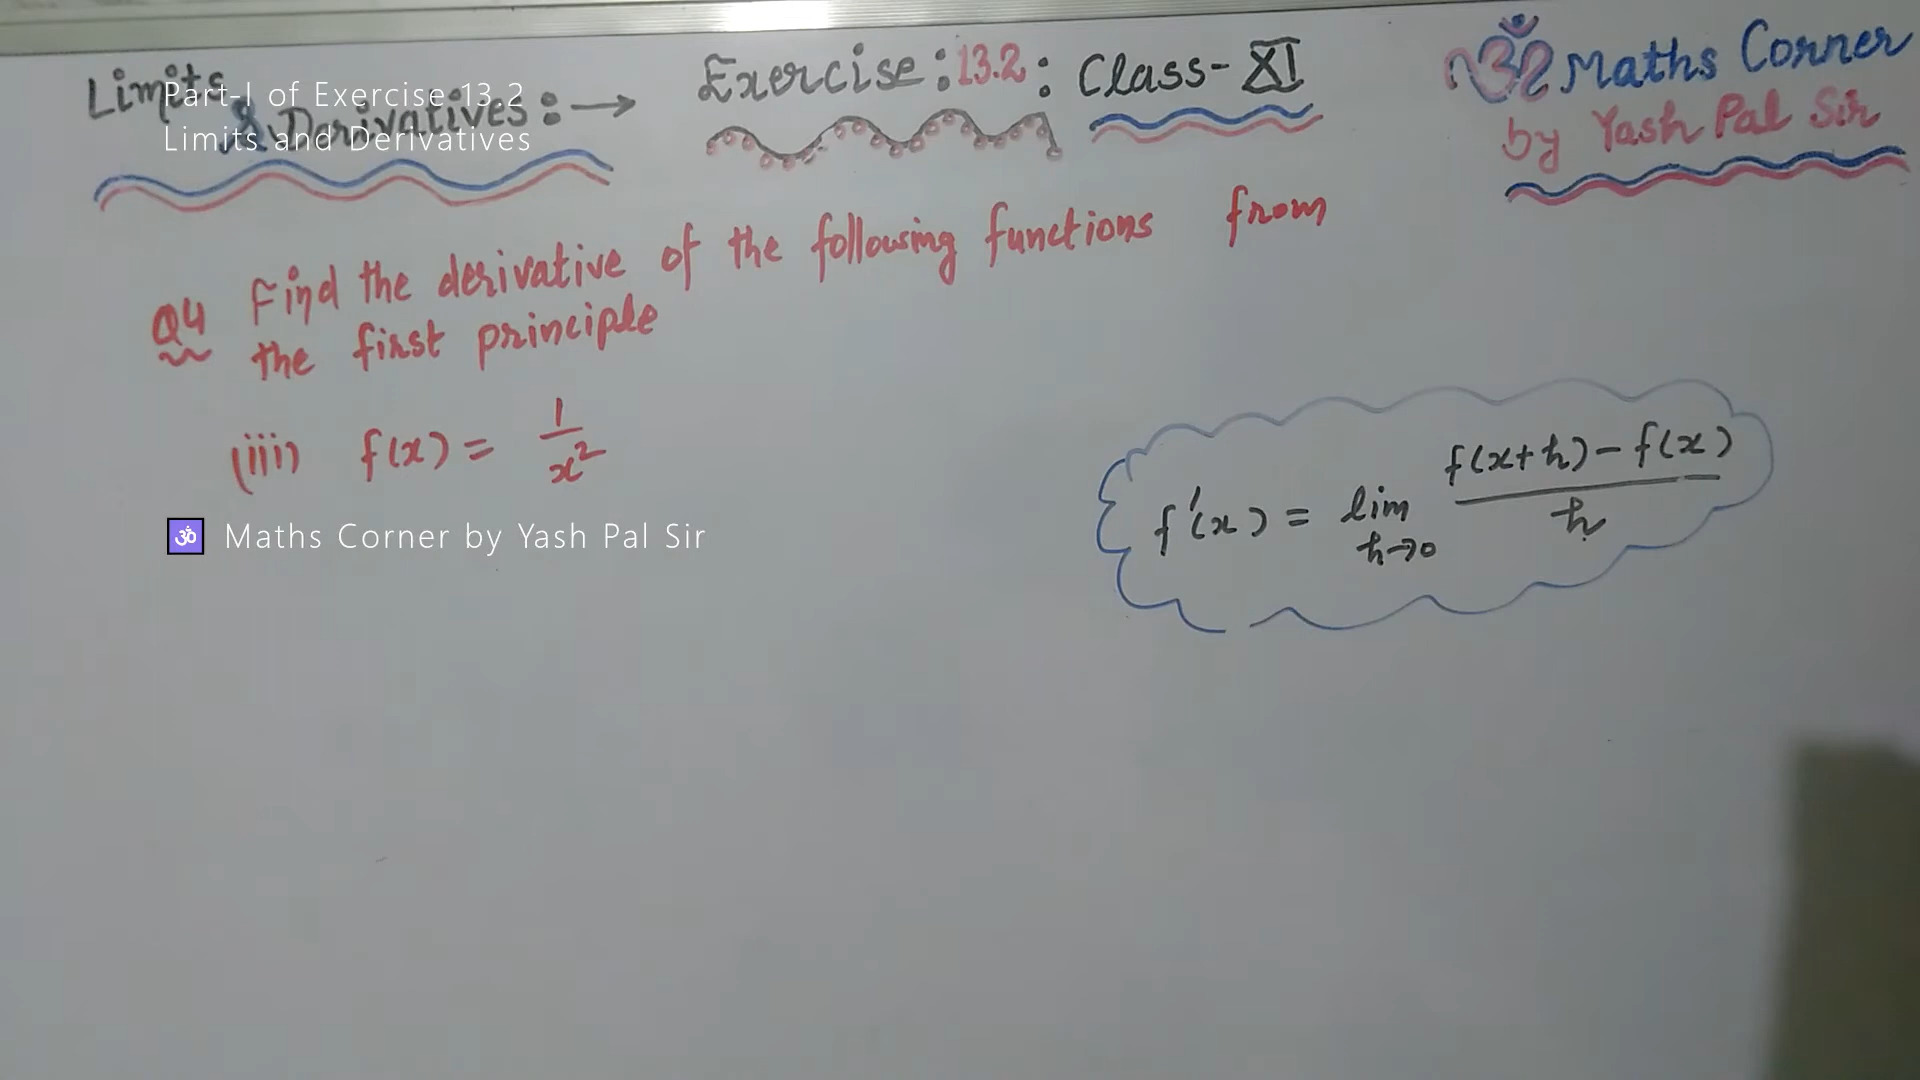 Limits
& Derivatives : →
Part-I of Exercise 13.2
Limits and Derivatives
Exercise : 13.2 : Class- XI
ॐ Maths Corner
by Yash Pal Sir
Q4 Find the derivative of the following functions from
the first principle
(iii) f(x) = 1/x²
ॐ Maths Corner by Yash Pal Sir
f'(x) = lim h→0 f(x+h) - f(x) / h